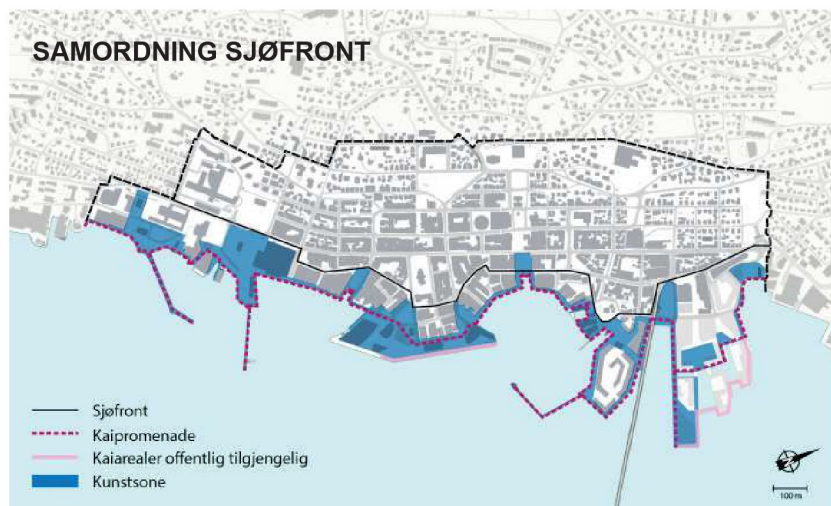 SAMORDNING SJØFRONT
Sjøfront
Kaipromenade
Kaiarealer offentlig tilgjengelig
Kunstsone
100 m